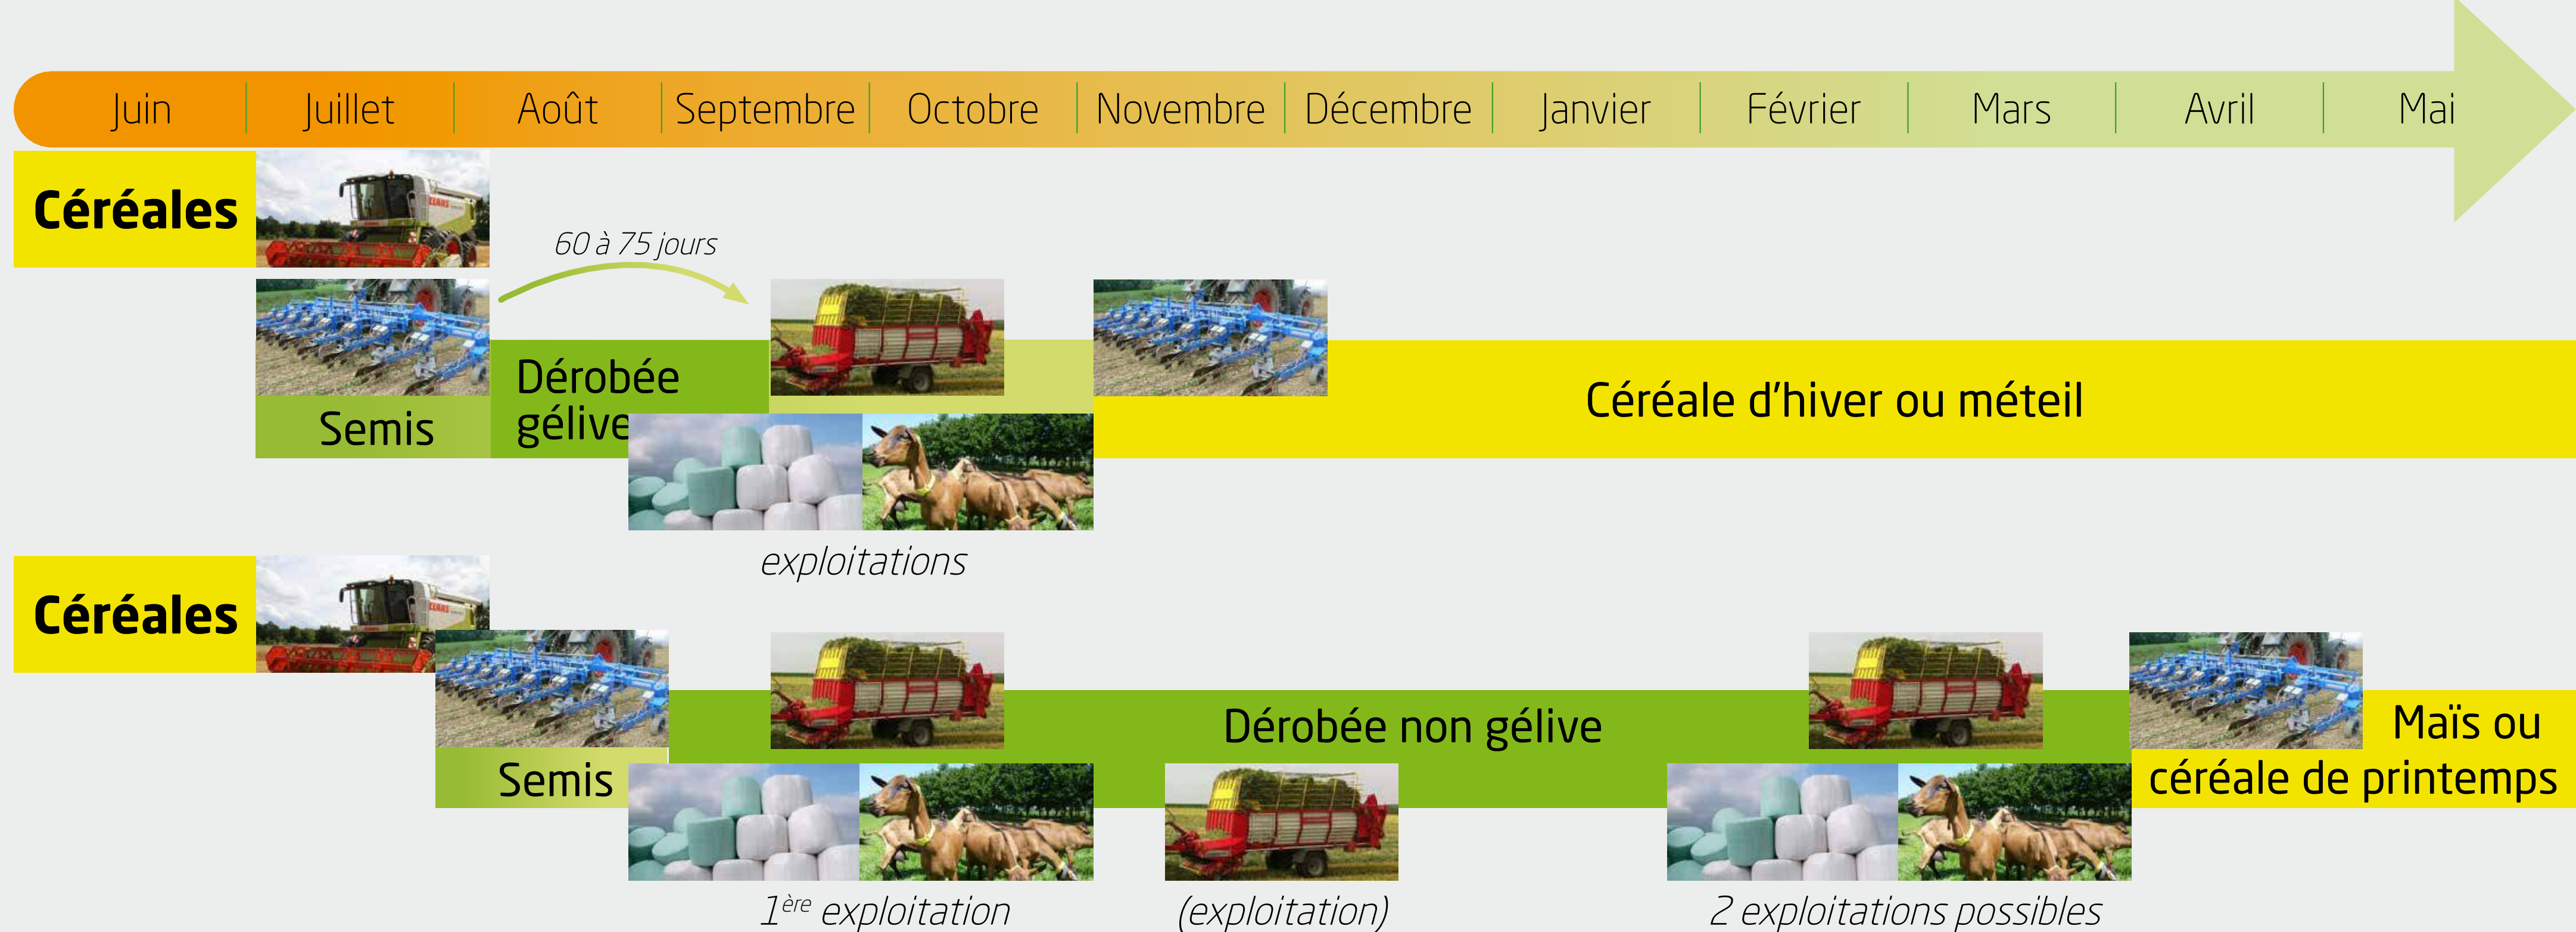 Juin Juillet Août Septembre Octobre Novembre Décembre Janvier Février Mars Avril Mai
Céréales
CLAAS
60 à 75 jours
Semis
Dérobée
gélive
Céréale d'hiver ou méteil
exploitations
Céréales
CLAAS
Semis
Dérobée non gélive
Maïs ou
céréale de printemps
1ère exploitation
(exploitation)
2 exploitations possibles